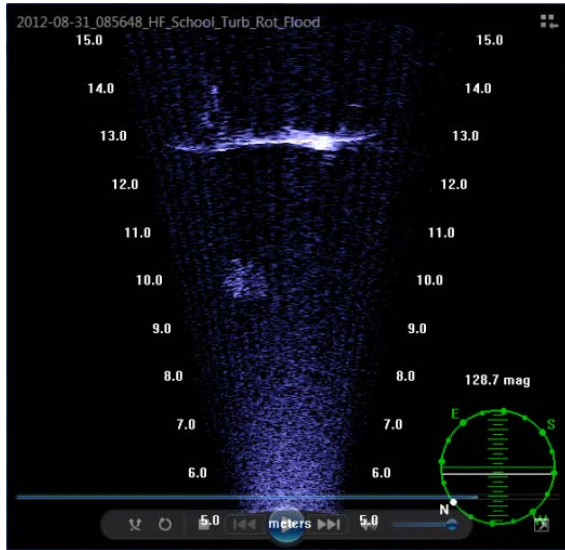 2012-08-31_085648_HF_School_Turb_Rot_Flood
15.0 15.0
14.0 14.0
13.0 13.0
12.0 12.0
11.0 11.0
10.0 10.0
9.0 9.0
8.0 8.0
128.7 mag
7.0 7.0
E S
6.0 6.0
N
5.0 meters 5.0